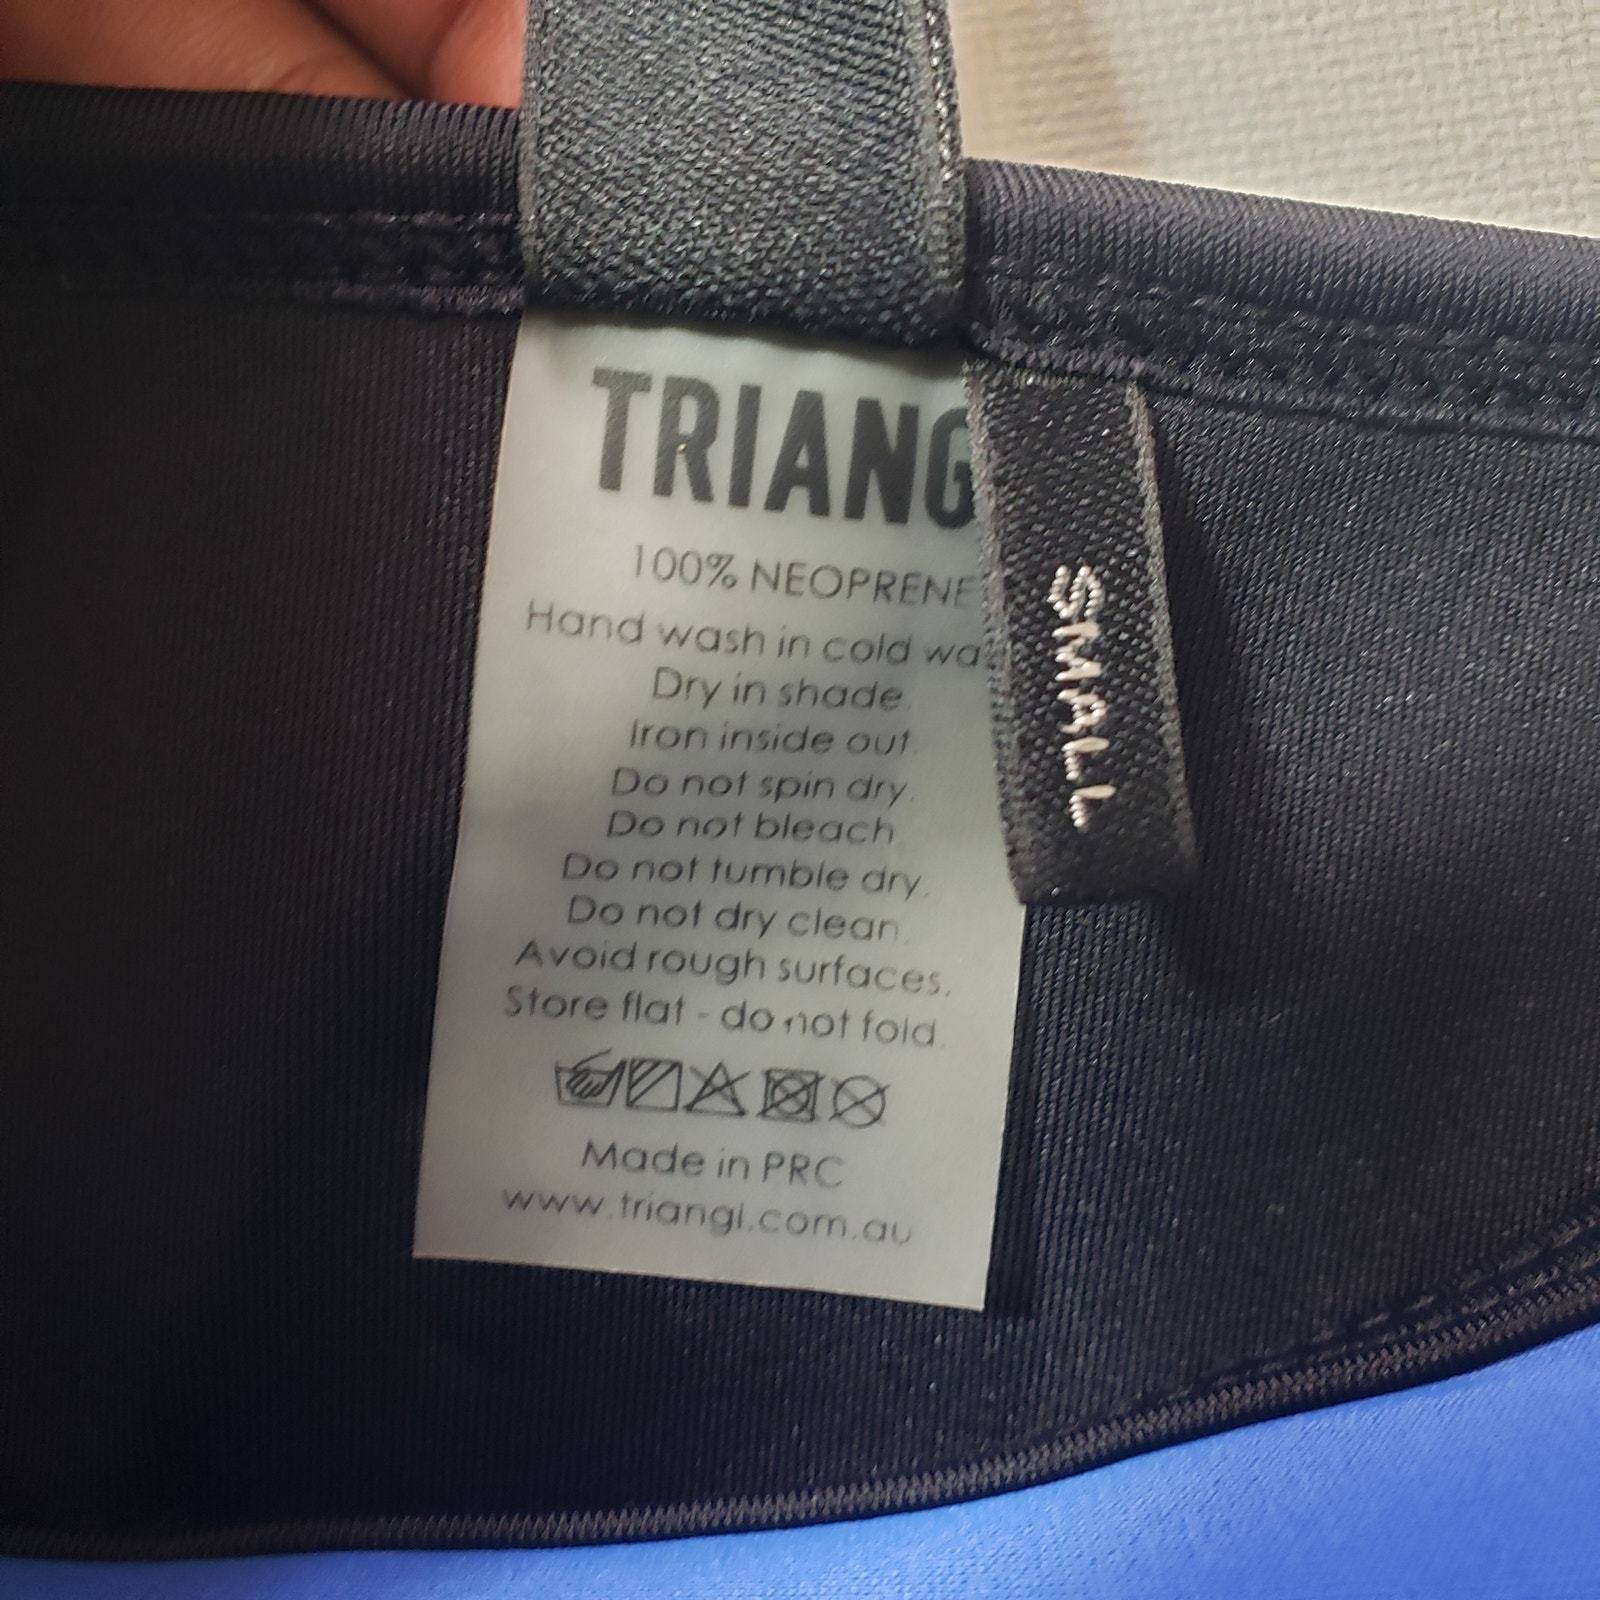 TRIANG
100% NEOPRENE
Hand wash in cold wat
Dry in shade.
Iron inside out.
Do not spin dry.
Do not bleach.
Do not tumble dry.
Do not dry clean.
Avoid rough surfaces.
Store flat - do not fold.
Made in PRC
www.triangl.com.au
SMALL